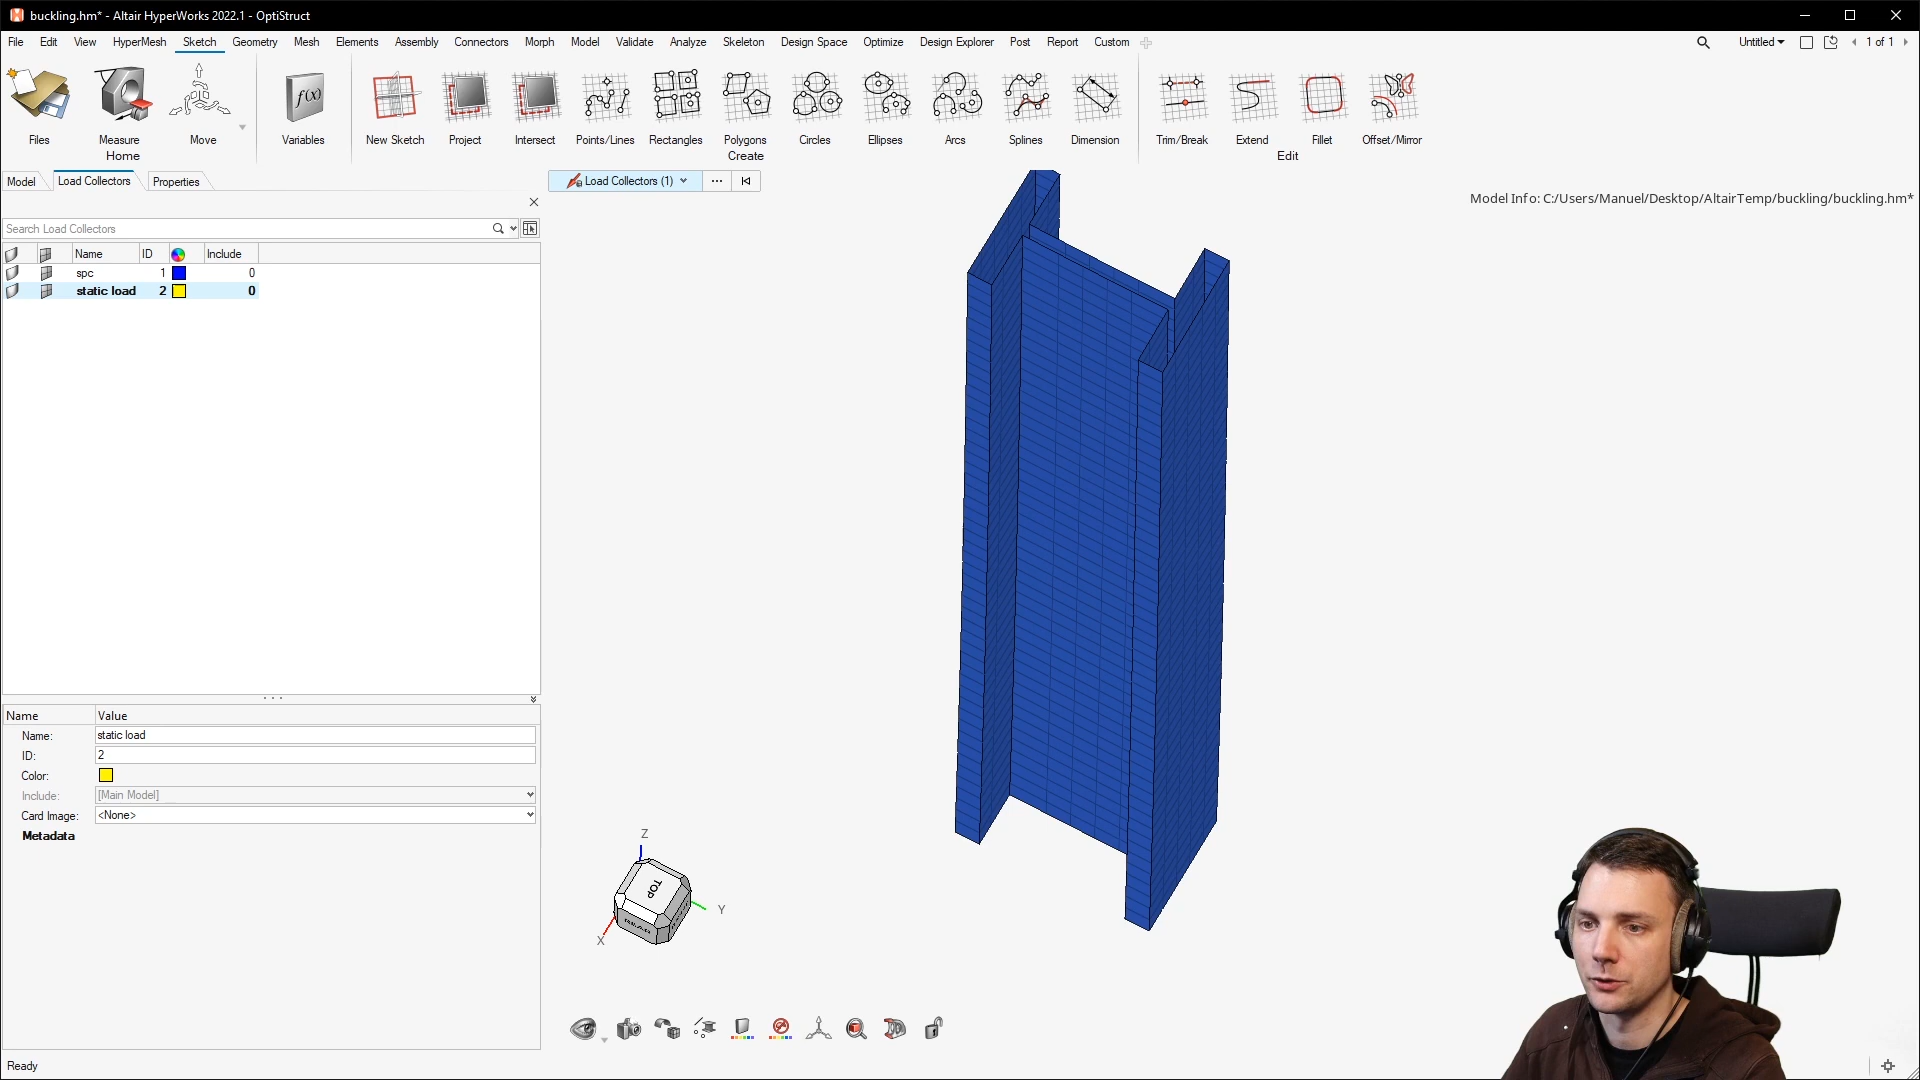 buckling.hm* - Altair HyperWorks 2022.1 - OptiStruct
File Edit View HyperMesh Sketch Geometry Mesh Elements Assembly Connectors Morph Model Validate Analyze Skeleton Design Space Optimize Design Explorer Post Report Custom Untitled 1 of 1
f(x)
Files Measure Move Variables New Sketch Project Intersect Points/Lines Rectangles Polygons Circles Ellipses Arcs Splines Dimension Trim/Break Extend Fillet Offset/Mirror
Home Create Edit
Model Load Collectors Properties
Load Collectors (1)
Model Info: C:/Users/Manuel/Desktop/AltairTemp/buckling/buckling.hm*
Search Load Collectors
Name ID Include
spc 1 0
static load 2 0
Name Value
Name: static load
ID: 2
Color:
Include: [Main Model]
Card Image: <None>
Metadata
Z
TOP
Y
X
Ready